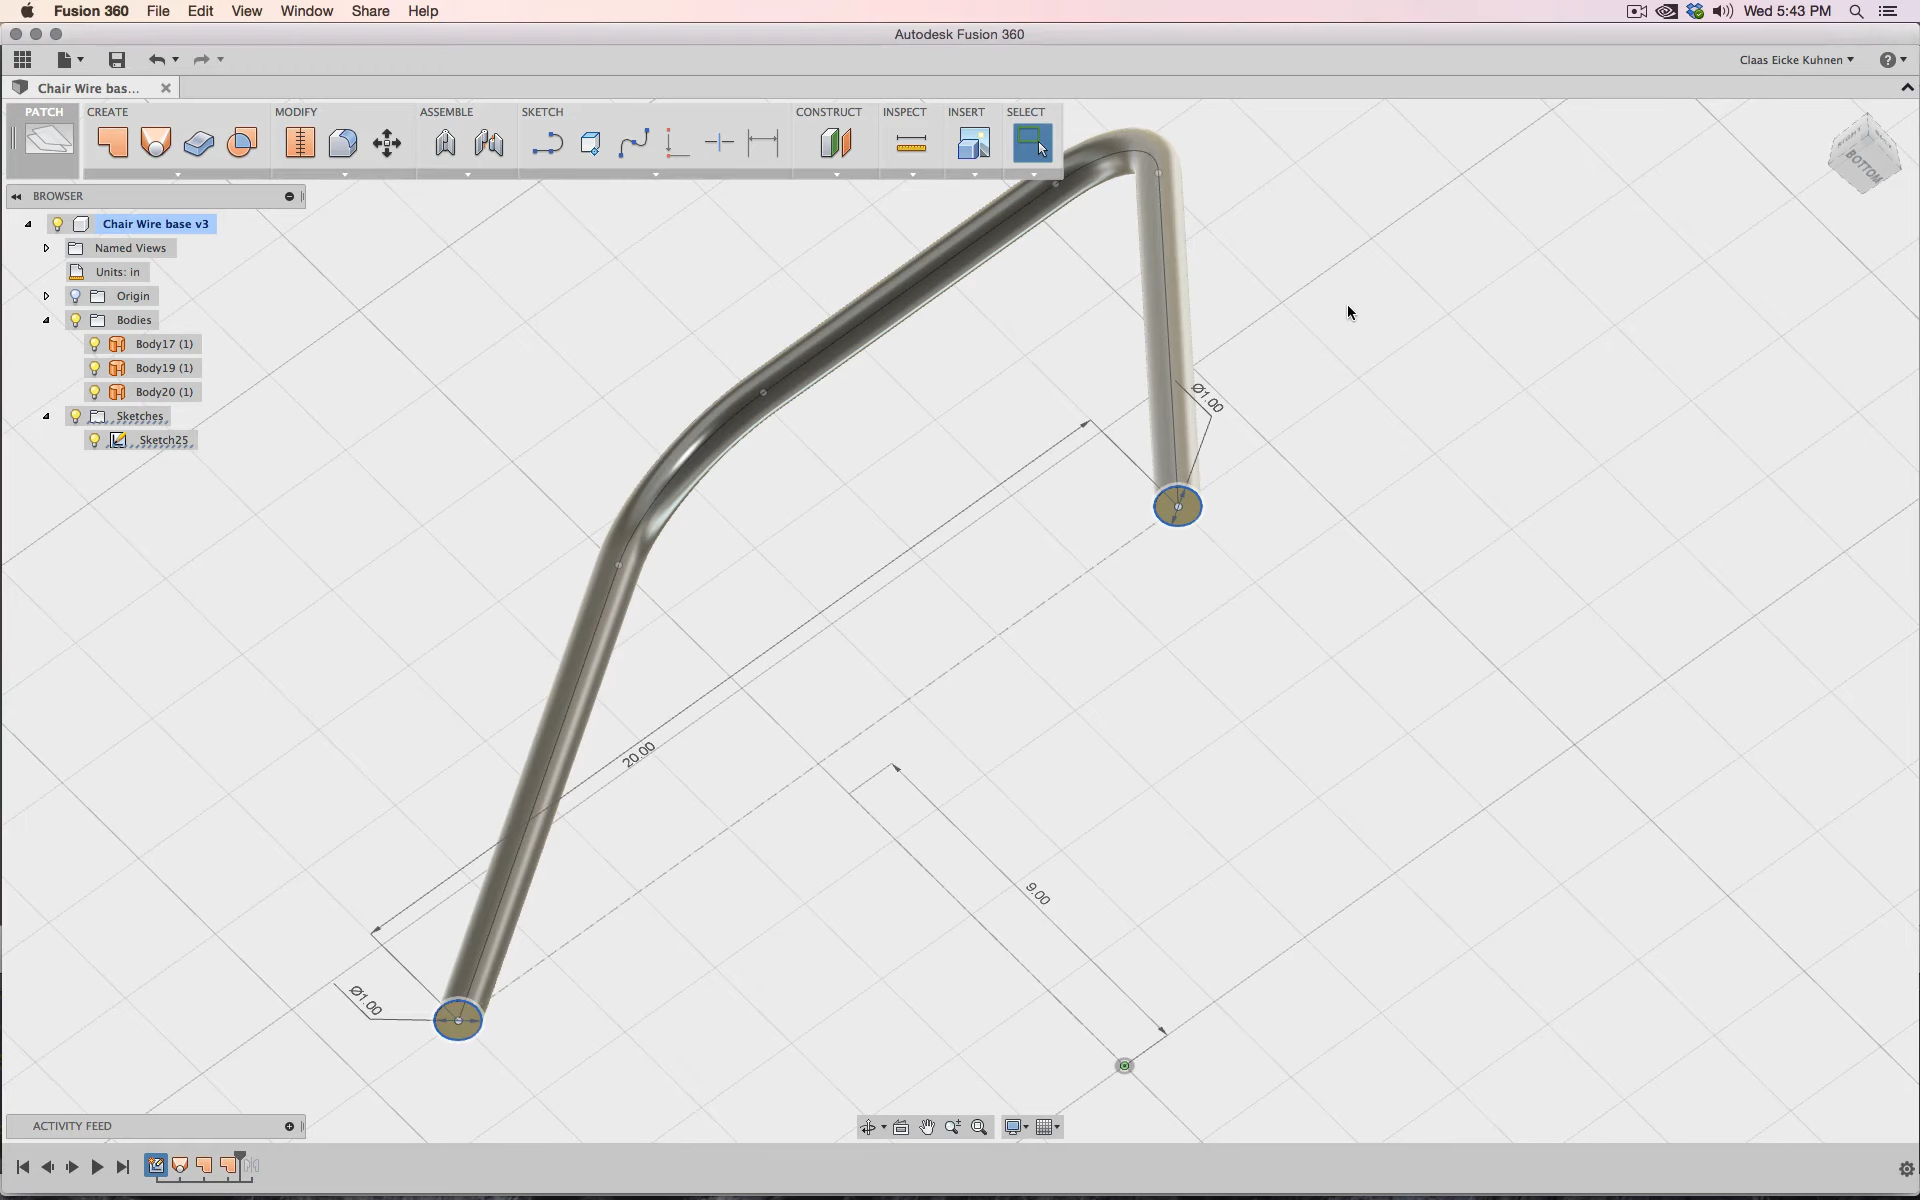 Fusion 360 File Edit View Window Share Help Wed 5:43 PM
Autodesk Fusion 360
Claas Eicke Kuhnen
Chair Wire bas...
PATCH CREATE MODIFY ASSEMBLE SKETCH CONSTRUCT INSPECT INSERT SELECT
BOTTOM
BROWSER
Chair Wire base v3
Named Views
Units: in
Origin
Bodies
Body17 (1)
Body19 (1)
Body20 (1)
Sketches
Sketch25
Ø1.00
20.00
9.00
Ø1.00
ACTIVITY FEED